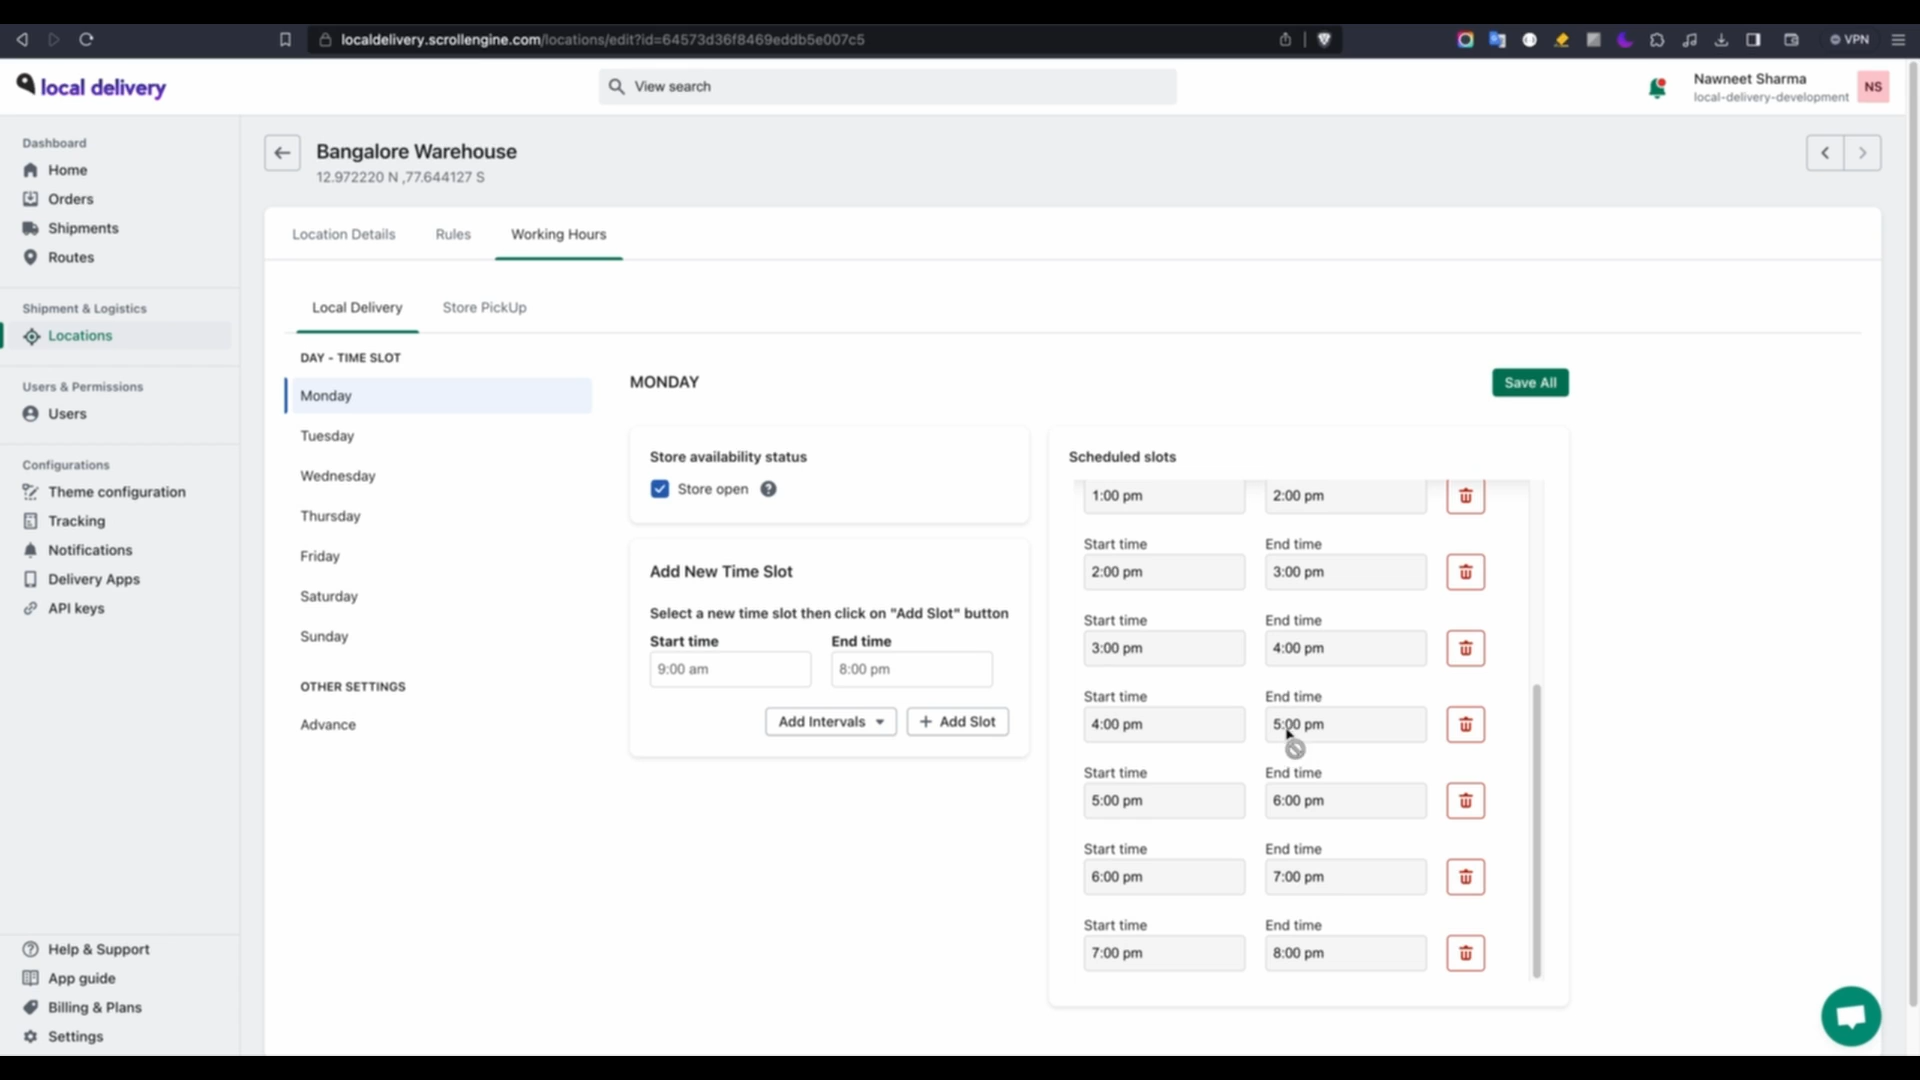 localdelivery.scrollengine.com/locations/edit?id=64573d36f8469eddb5e007c5
VPN
local delivery
View search
Nawneet Sharma
local-delivery-development
NS
Dashboard
Home
Orders
Shipments
Routes
Shipment & Logistics
Locations
Users & Permissions
Users
Configurations
Theme configuration
Tracking
Notifications
Delivery Apps
API keys
Help & Support
App guide
Billing & Plans
Settings
Bangalore Warehouse
12.972220 N ,77.644127 S
Location Details Rules Working Hours
Local Delivery Store PickUp
DAY - TIME SLOT
Monday
Tuesday
Wednesday
Thursday
Friday
Saturday
Sunday
OTHER SETTINGS
Advance
MONDAY
Save All
Store availability status
Store open
Add New Time Slot
Select a new time slot then click on "Add Slot" button
Start time End time
9:00 am 8:00 pm
Add Intervals + Add Slot
Scheduled slots
1:00 pm 2:00 pm
Start time End time
2:00 pm 3:00 pm
Start time End time
3:00 pm 4:00 pm
Start time End time
4:00 pm 5:00 pm
Start time End time
5:00 pm 6:00 pm
Start time End time
6:00 pm 7:00 pm
Start time End time
7:00 pm 8:00 pm